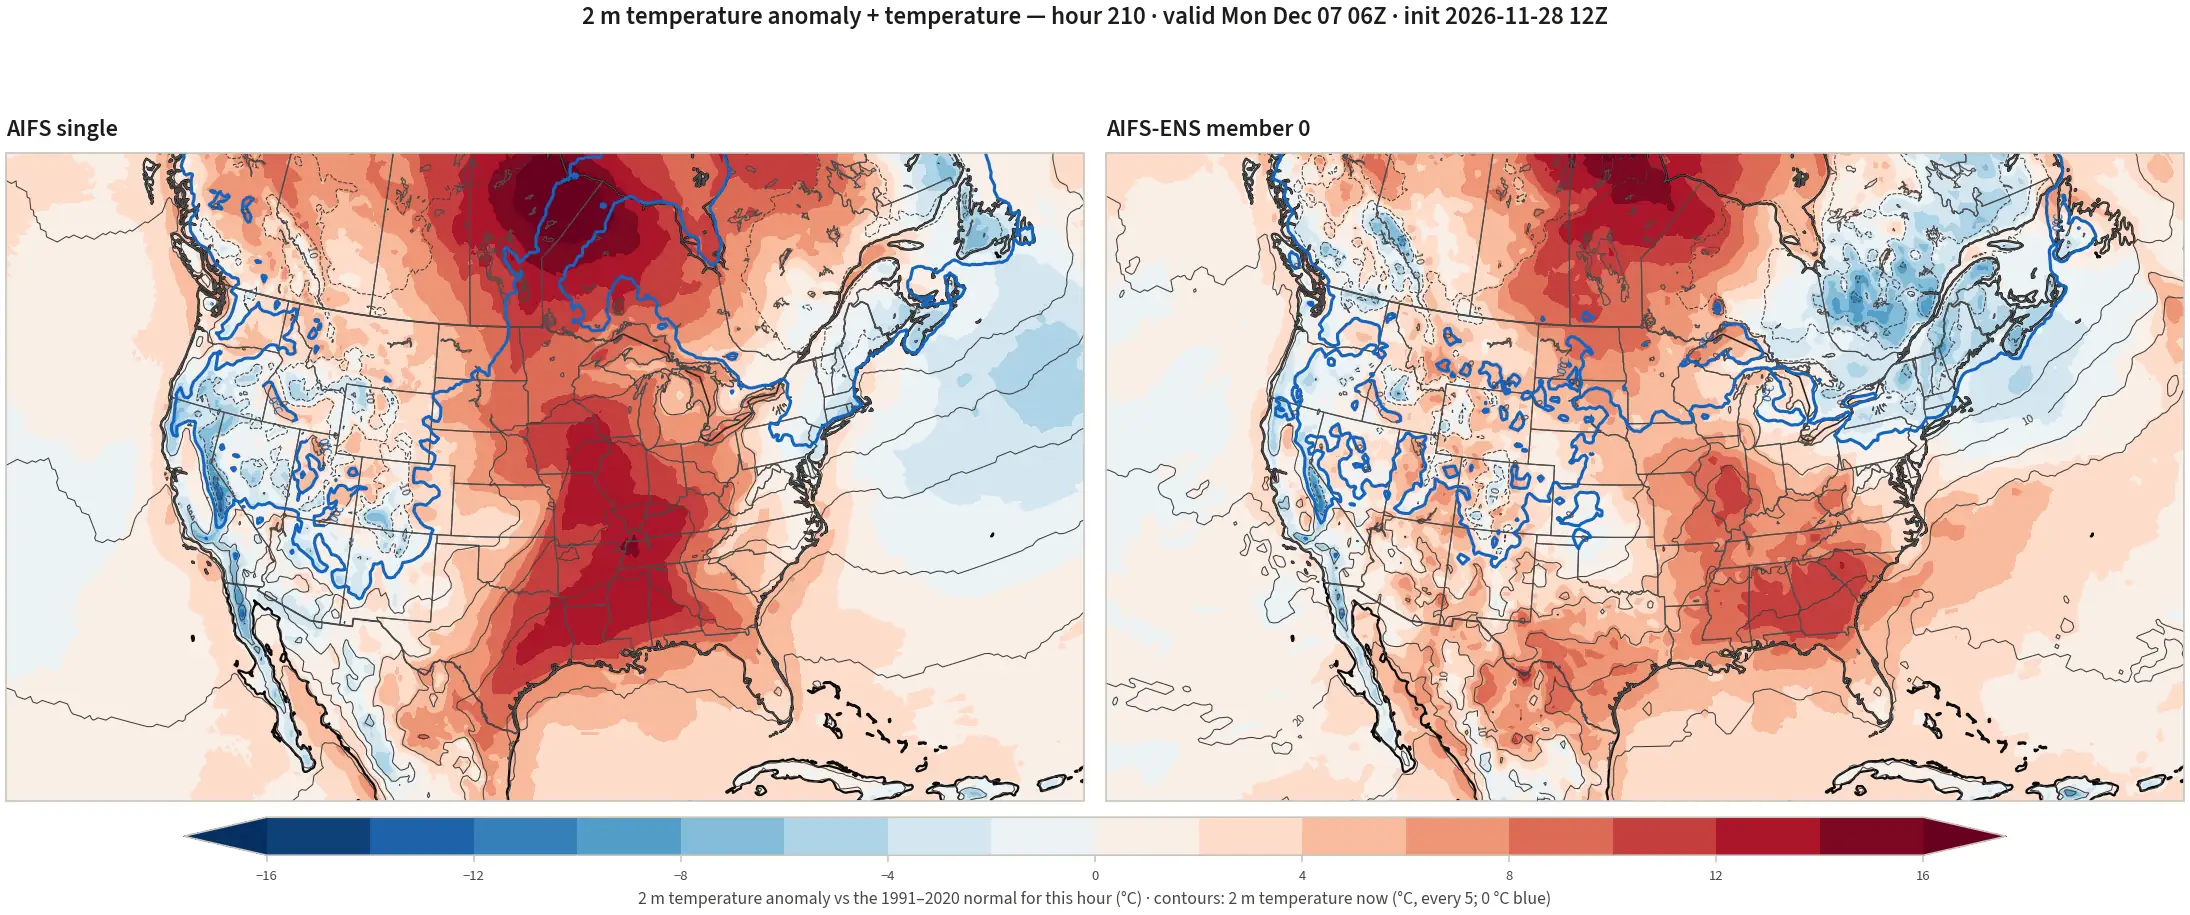 2 m temperature anomaly + temperature — hour 210 · valid Mon Dec 07 06Z · init 2026-11-28 12Z
AIFS single
AIFS-ENS member 0
−16 −12 −8 −4 0 4 8 12 16
2 m temperature anomaly vs the 1991–2020 normal for this hour (°C) · contours: 2 m temperature now (°C, every 5; 0 °C blue)